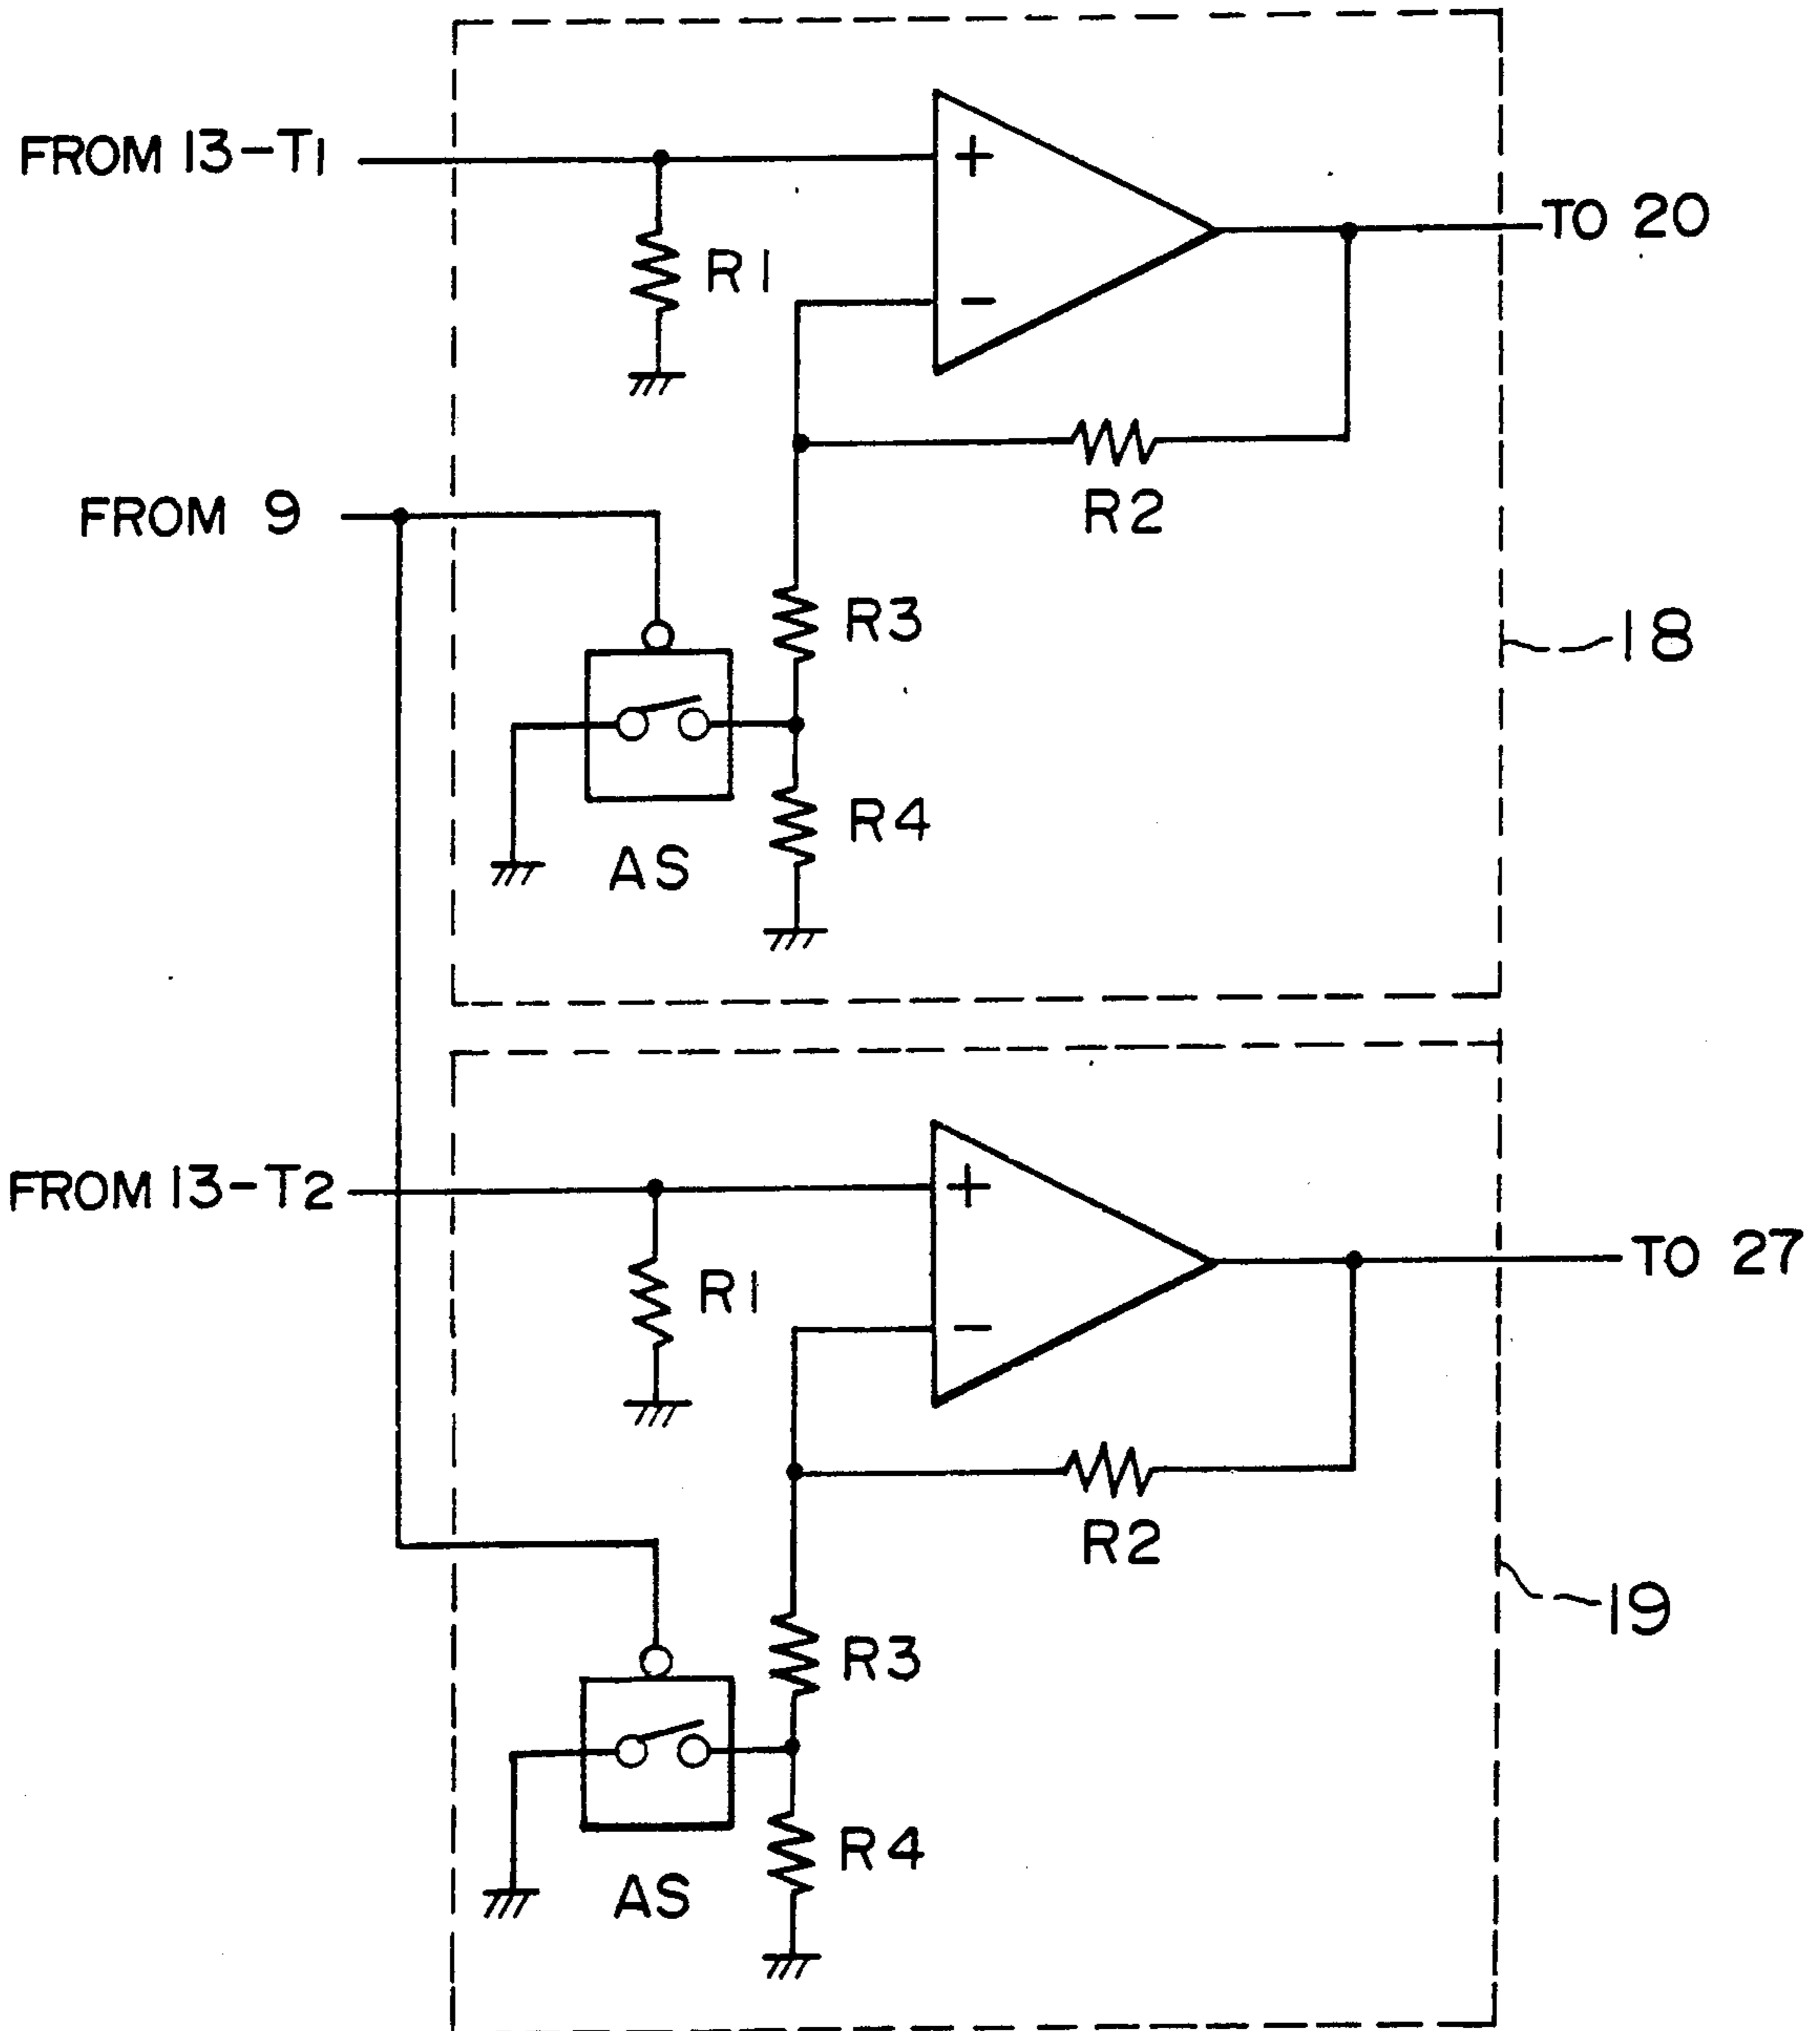 FROM 13-T1
+
R1
-
TO 20
R2
FROM 9
R3
18
R4
AS
FROM 13-T2
+
R1
-
TO 27
R2
19
R3
R4
AS